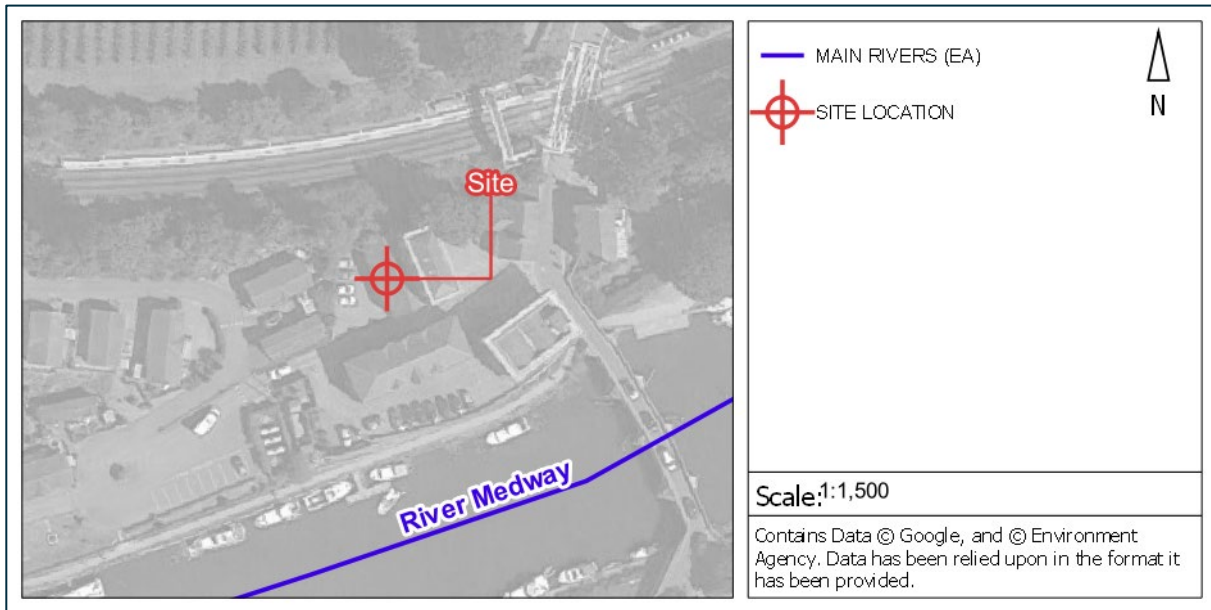 Site
River Medway
MAIN RIVERS (EA)
SITE LOCATION
N
Scale:1:1,500
Contains Data © Google, and © Environment
Agency. Data has been relied upon in the format it
has been provided.